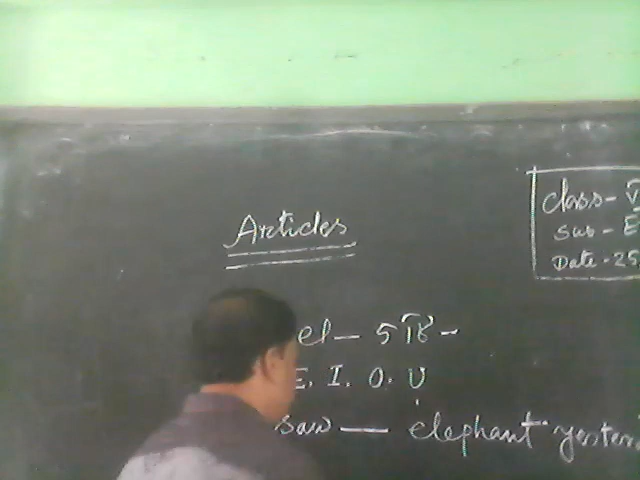 Articles
Class- V
Sub - E
Date - 25
el — 5 টি -
E. I. O. U
saw — elephant yester